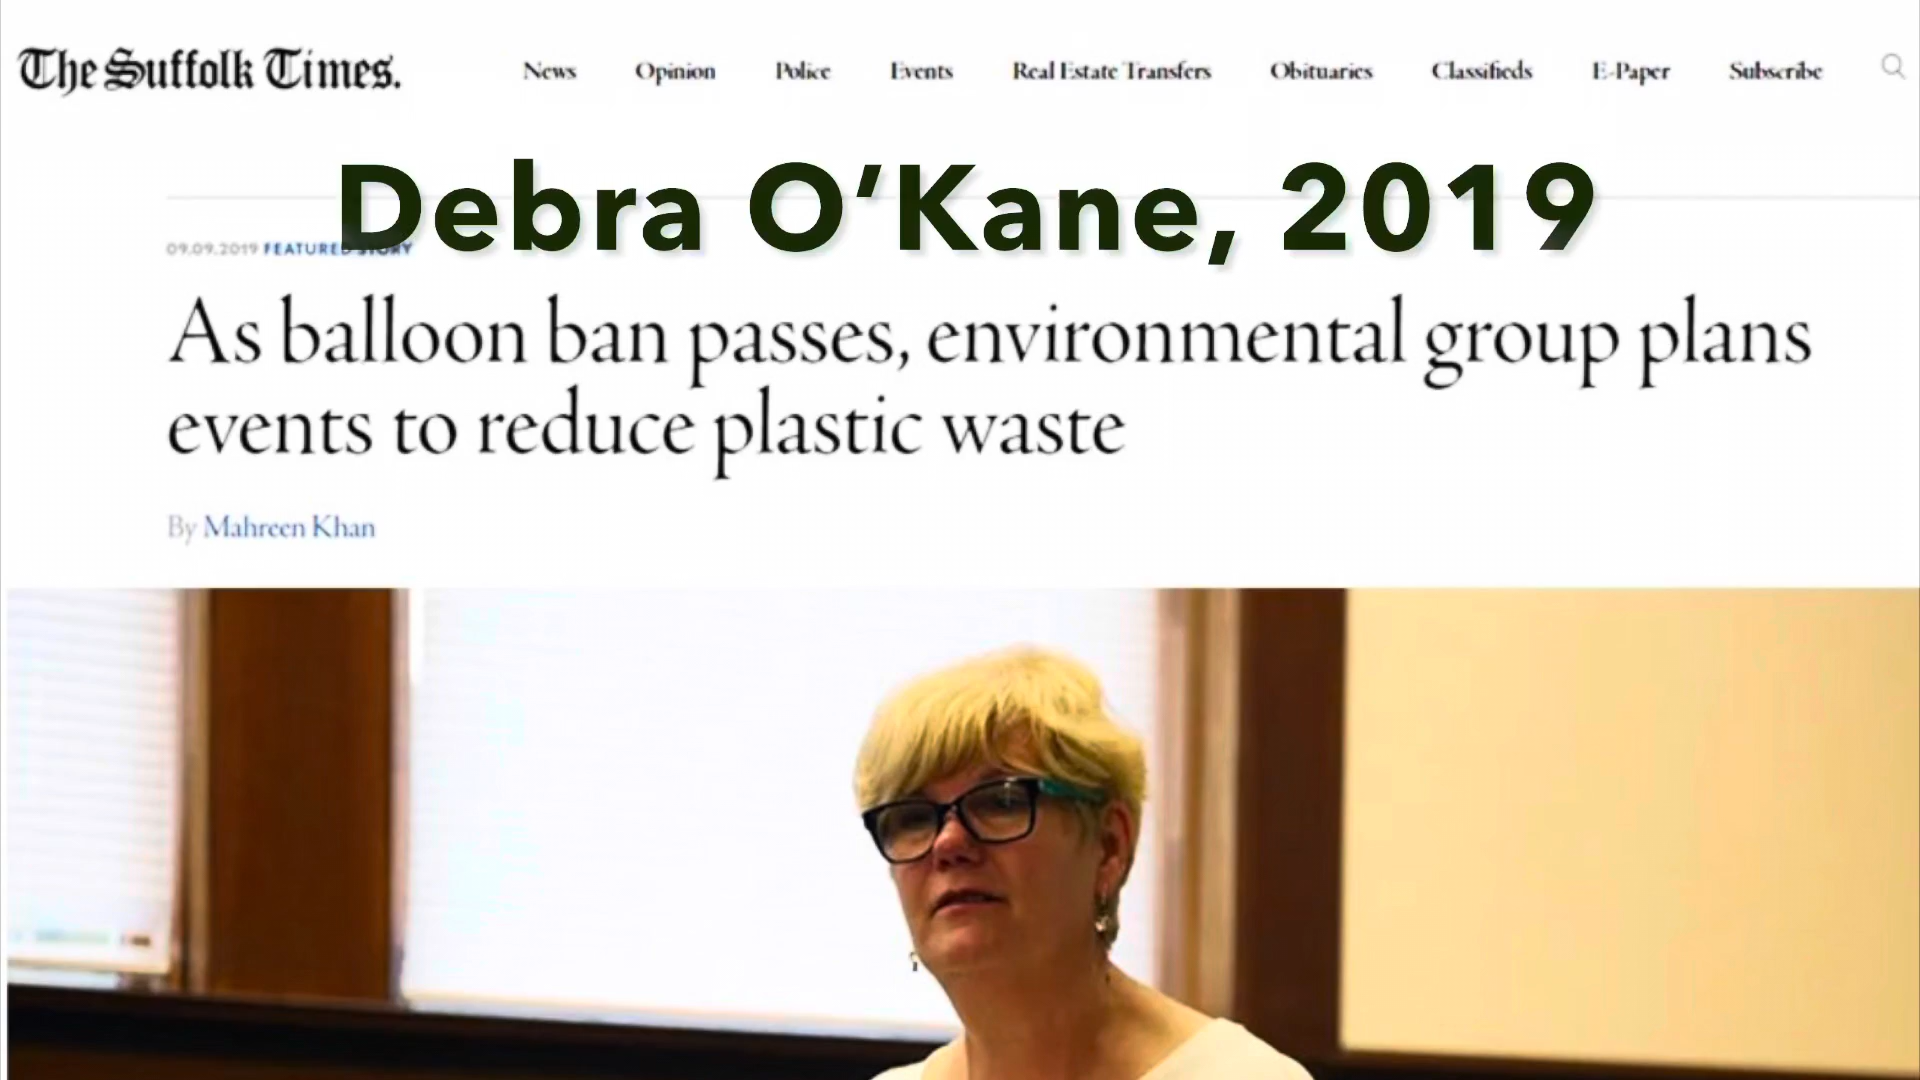 The Suffolk Times.
News Opinion Police Events Real Estate Transfers Obituaries Classifieds E-Paper Subscribe
Debra O’Kane, 2019
09.09.2019 FEATURED STORY
As balloon ban passes, environmental group plans
events to reduce plastic waste
By Mahreen Khan